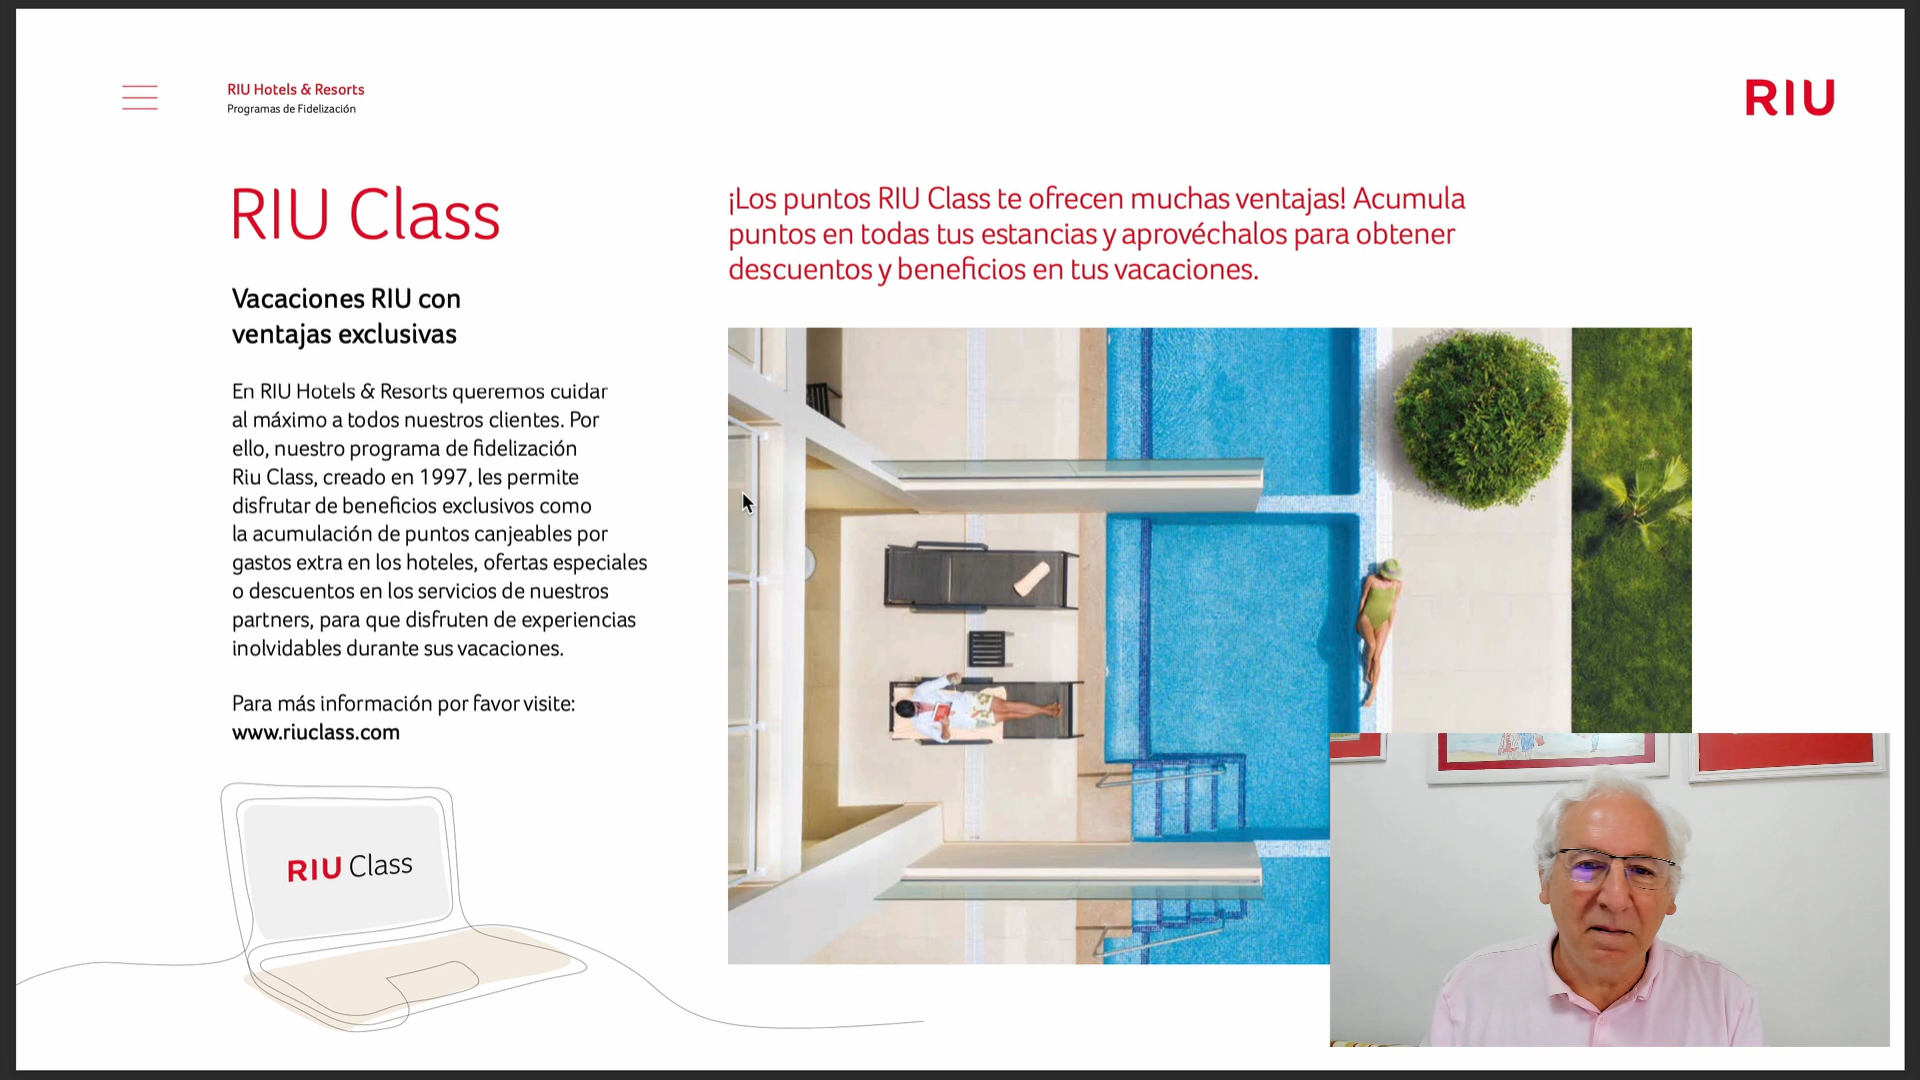 RIU Hotels & Resorts
Programas de Fidelización
RIU
RIU Class
Vacaciones RIU con
ventajas exclusivas
En RIU Hotels & Resorts queremos cuidar
al máximo a todos nuestros clientes. Por
ello, nuestro programa de fidelización
Riu Class, creado en 1997, les permite
disfrutar de beneficios exclusivos como
la acumulación de puntos canjeables por
gastos extra en los hoteles, ofertas especiales
o descuentos en los servicios de nuestros
partners, para que disfruten de experiencias
inolvidables durante sus vacaciones.
Para más información por favor visite:
www.riuclass.com
RIU Class
¡Los puntos RIU Class te ofrecen muchas ventajas! Acumula
puntos en todas tus estancias y aprovéchalos para obtener
descuentos y beneficios en tus vacaciones.